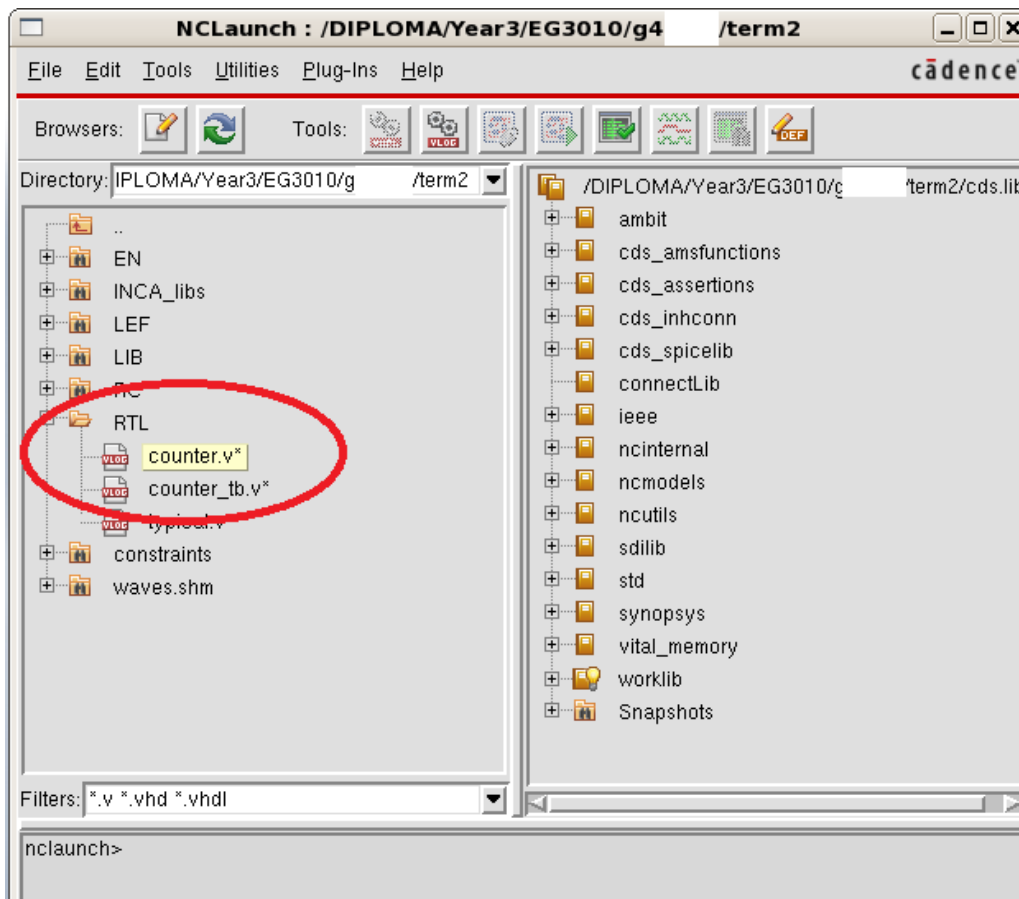 NCLaunch : /DIPLOMA/Year3/EG3010/g4 /term2
File Edit Tools Utilities Plug-Ins Help
cādence
Browsers: Tools:
VLOG
DEF
Directory: IPLOMA/Year3/EG3010/g /term2
..
EN
INCA_libs
LEF
LIB
RC
RTL
VLOG counter.v*
VLOG counter_tb.v*
VLOG typical.v
constraints
waves.shm
Filters: *.v *.vhd *.vhdl
/DIPLOMA/Year3/EG3010/g /term2/cds.lib
ambit
cds_amsfunctions
cds_assertions
cds_inhconn
cds_spicelib
connectLib
ieee
ncinternal
ncmodels
ncutils
sdilib
std
synopsys
vital_memory
worklib
Snapshots
nclaunch>